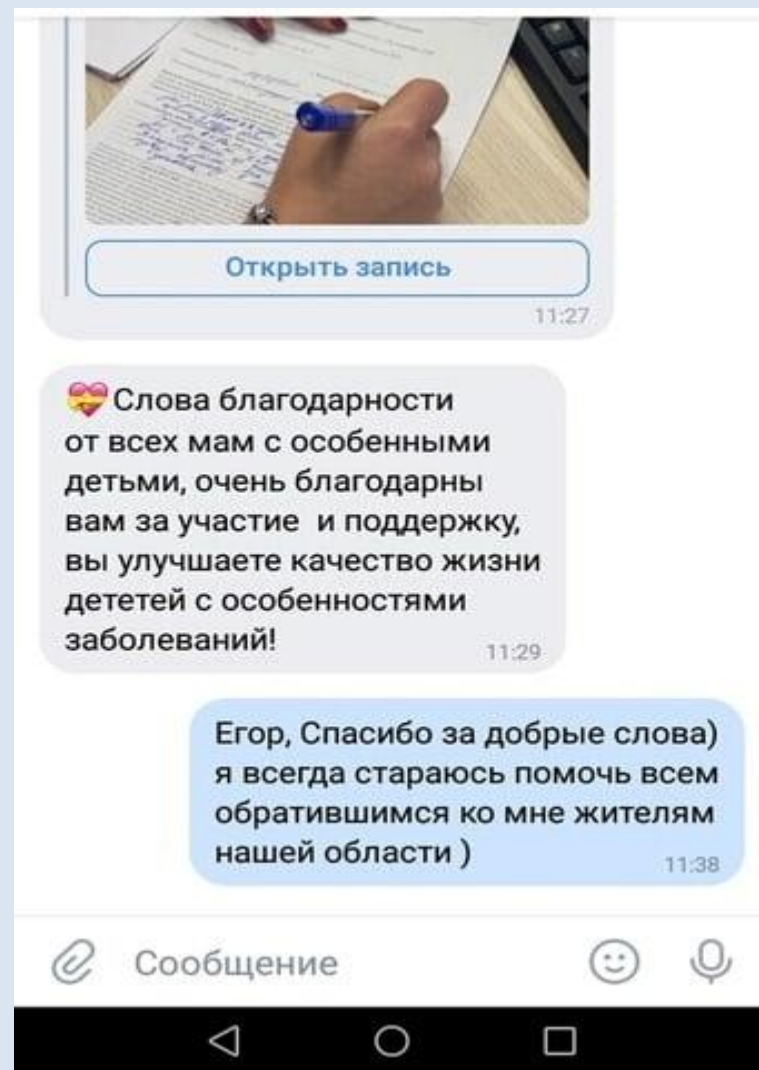 Открыть запись
11:27
Слова благодарности
от всех мам с особенными
детьми, очень благодарны
вам за участие и поддержку,
вы улучшаете качество жизни
дететей с особенностями
заболеваний!
11:29
Егор, Спасибо за добрые слова)
я всегда стараюсь помочь всем
обратившимся ко мне жителям
нашей области )
11:38
Сообщение